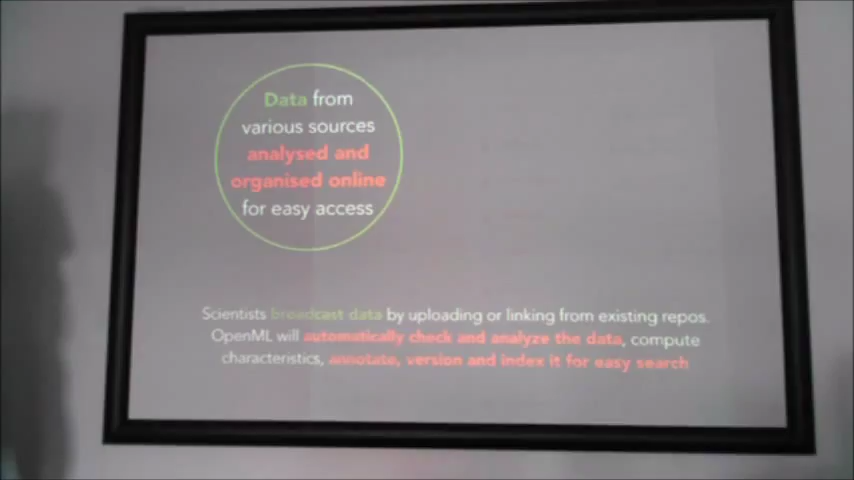 Data from
various sources
analysed and
organised online
for easy access
Scientists broadcast data by uploading or linking from existing repos.
OpenML will automatically check and analyze the data, compute
characteristics, annotate, version and index it for easy search